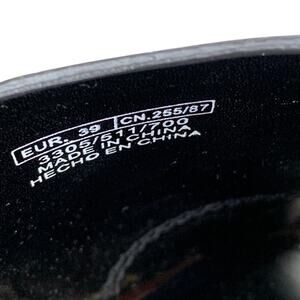 EUR. 39 CN.255/87
3305/511/700
MADE IN CHINA
HECHO EN CHINA